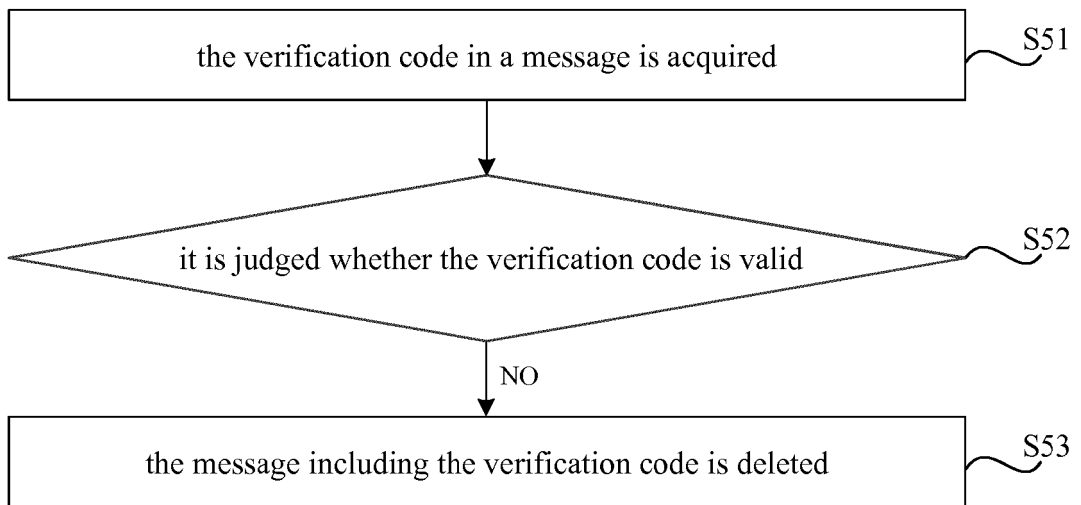 the verification code in a message is acquired
S51
it is judged whether the verification code is valid
S52
NO
the message including the verification code is deleted
S53